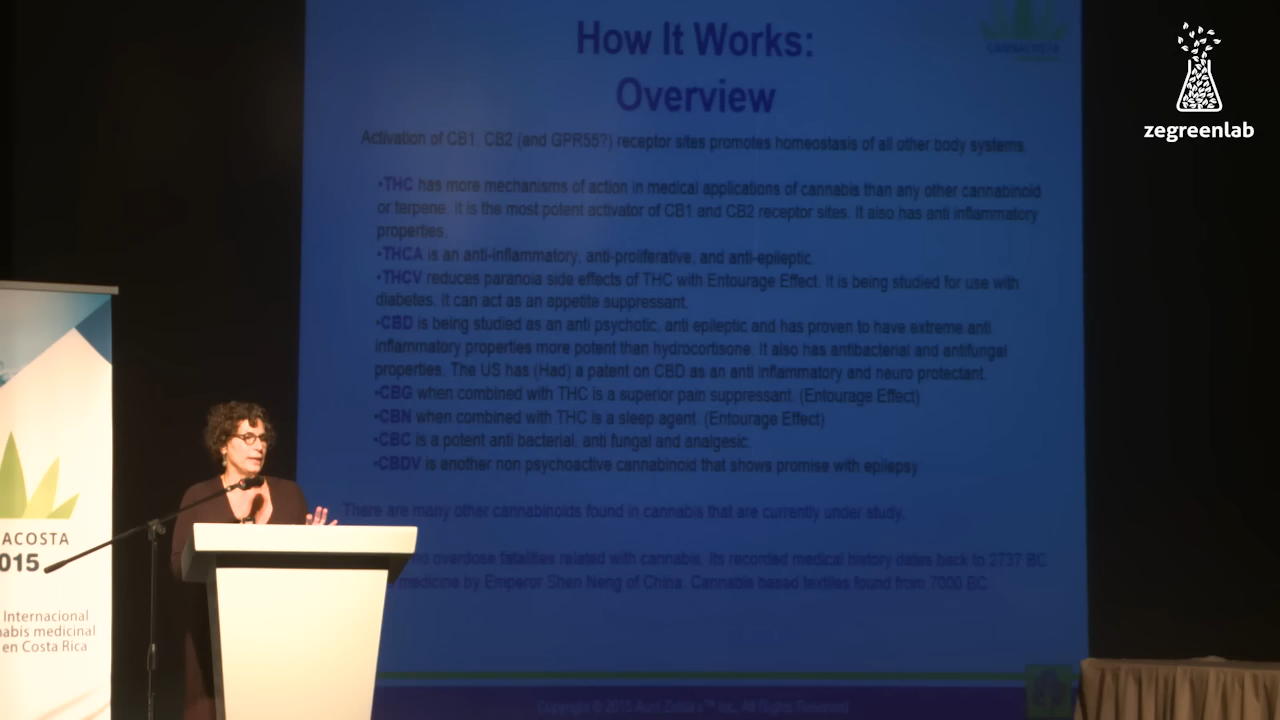 How It Works:
Overview
CANNACOSTA
zegreenlab
Activation of CB1, CB2 (and GPR55?) receptor sites promotes homeostasis of all other body systems.
•THC has more mechanisms of action in medical applications of cannabis than any other cannabinoid
or terpene. It is the most potent activator of CB1 and CB2 receptor sites. It also has anti inflammatory
properties.
•THCA is an anti-inflammatory, anti-proliferative, and anti-epileptic.
•THCV reduces paranoia side effects of THC with Entourage Effect. It is being studied for use with
diabetes. It can act as an appetite suppressant.
•CBD is being studied as an anti psychotic, anti epileptic and has proven to have extreme anti
inflammatory properties more potent than hydrocortisone. It also has antibacterial and antifungal
properties. The US has (Had) a patent on CBD as an anti inflammatory and neuro protectant.
•CBG when combined with THC is a superior pain suppressant. (Entourage Effect)
•CBN when combined with THC is a sleep agent. (Entourage Effect)
•CBC is a potent anti bacterial, anti fungal and analgesic.
•CBDV is another non psychoactive cannabinoid that shows promise with epilepsy
There are many other cannabinoids found in cannabis that are currently under study.
no overdose fatalities related with cannabis. Its recorded medical history dates back to 2737 BC
medicine by Emperor Shen Neng of China. Cannabis based textiles found from 7000 BC
Copyright © 2015 Aunt Zelda's™ Inc., All Rights Reserved
ACOSTA
015
Internacional
nabis medicinal
en Costa Rica